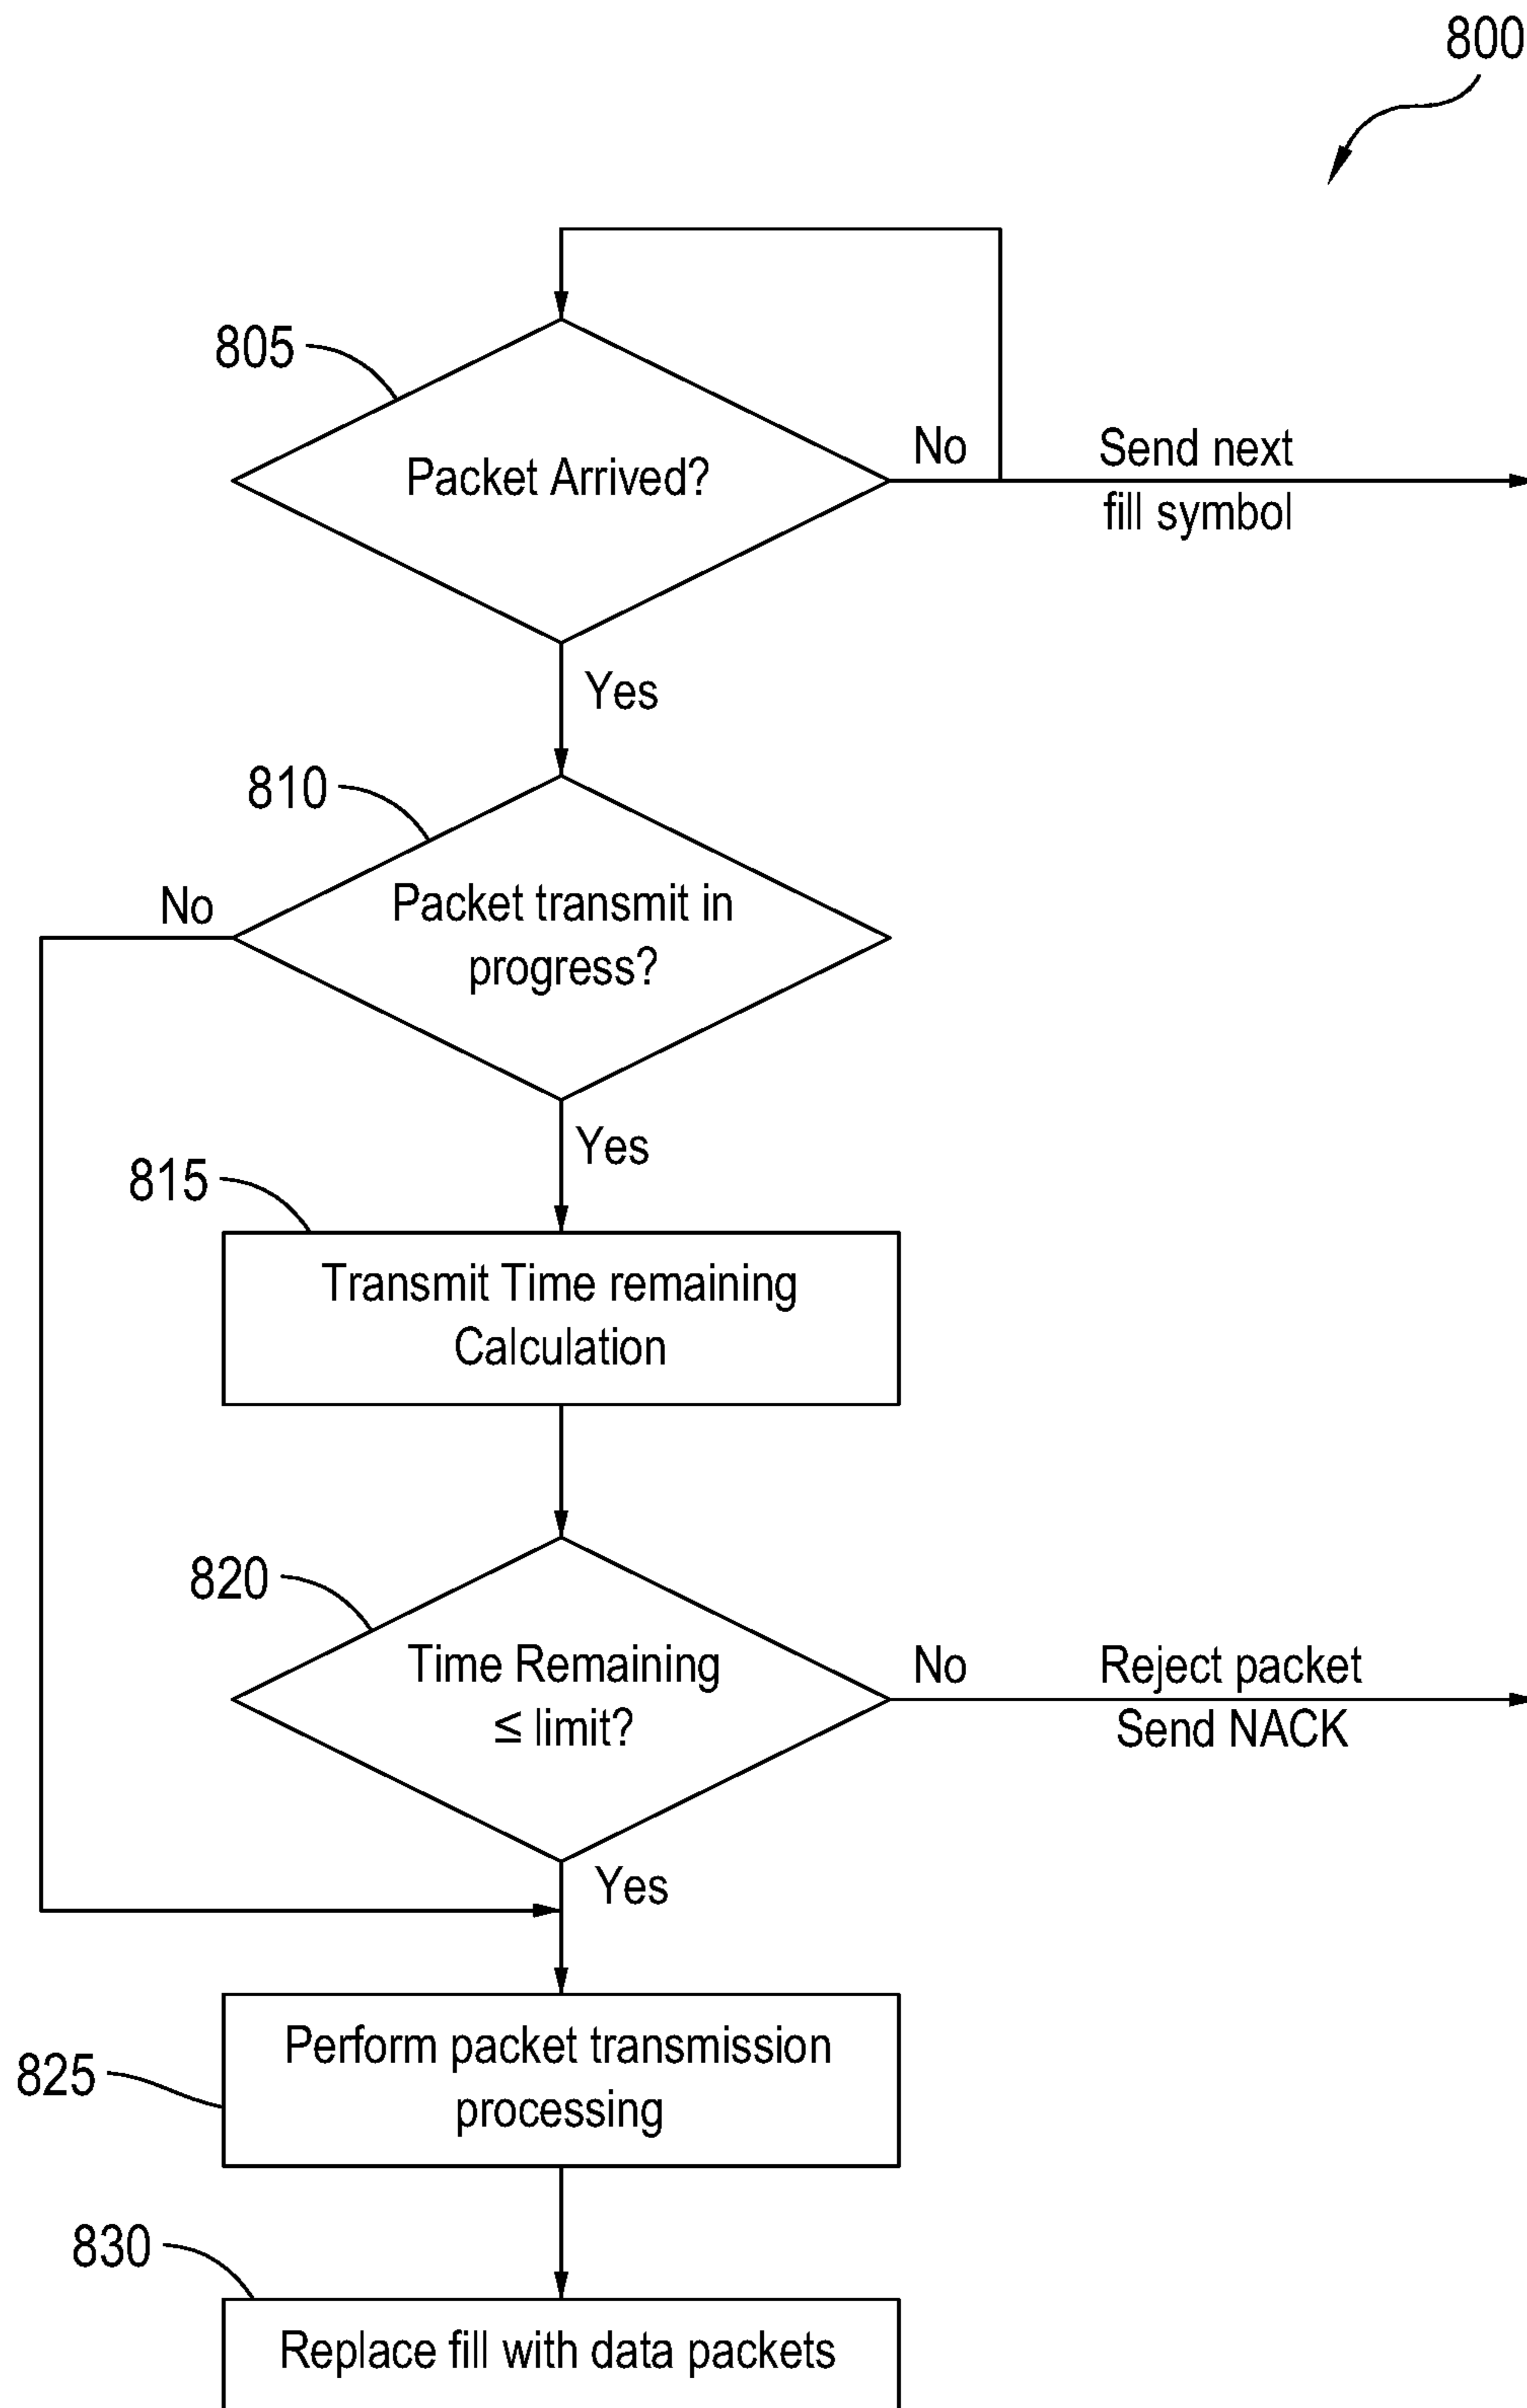 800
805
Packet Arrived?
No
Send next
fill symbol
Yes
810
No
Packet transmit in
progress?
Yes
815
Transmit Time remaining
Calculation
820
Time Remaining
≤ limit?
No
Reject packet
Send NACK
Yes
825
Perform packet transmission
processing
830
Replace fill with data packets